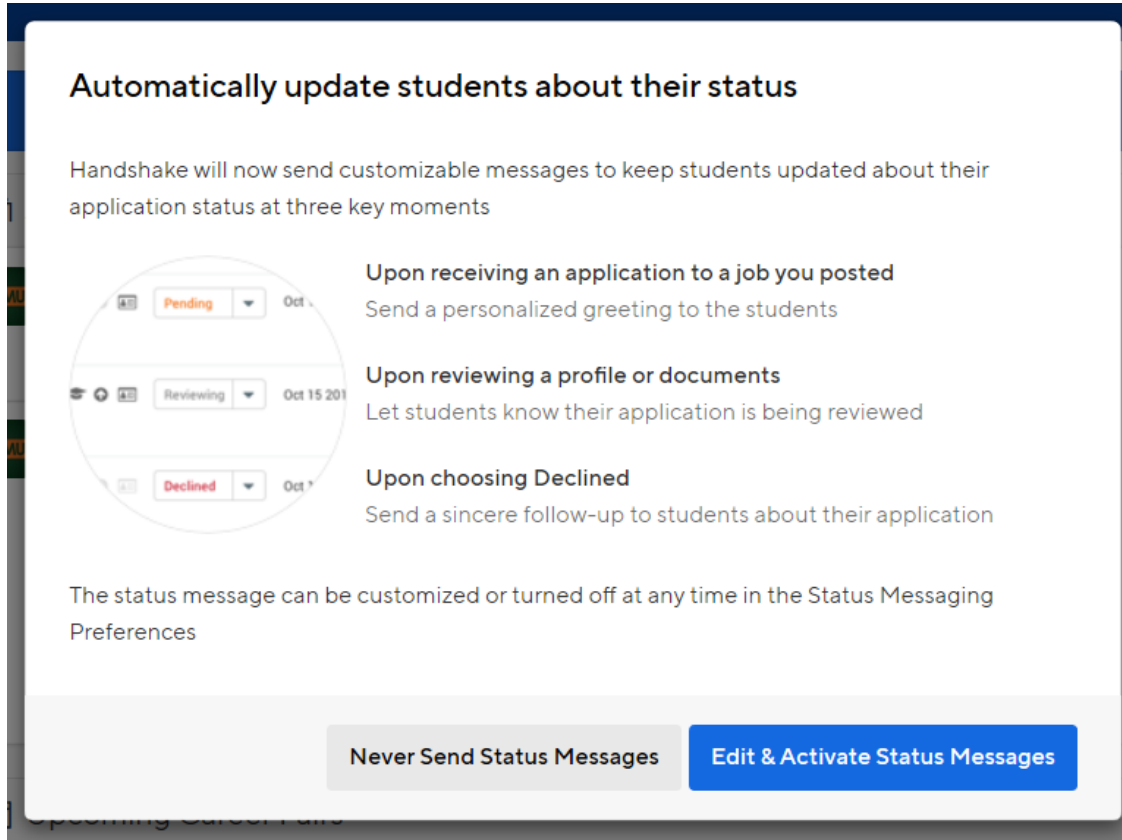 Automatically update students about their status
Handshake will now send customizable messages to keep students updated about their
application status at three key moments
Pending
Oct
Upon receiving an application to a job you posted
Send a personalized greeting to the students
Reviewing
Oct 15 201
Upon reviewing a profile or documents
Let students know their application is being reviewed
Declined
Oct
Upon choosing Declined
Send a sincere follow-up to students about their application
The status message can be customized or turned off at any time in the Status Messaging
Preferences
Never Send Status Messages
Edit & Activate Status Messages
Upcoming Career Fairs